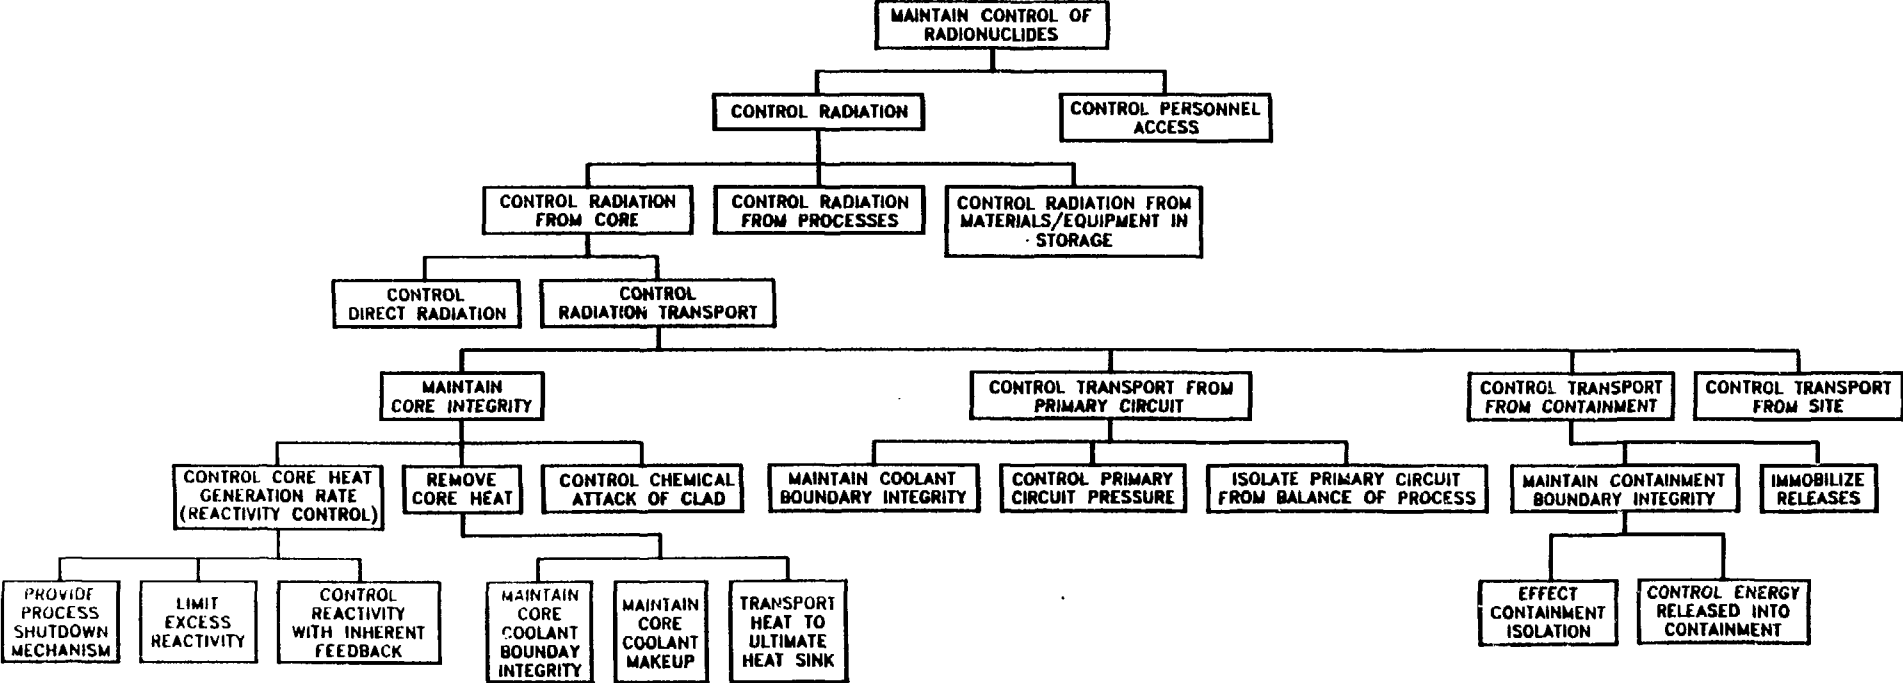 MAINTAIN CONTROL OF
RADIONUCLIDES
CONTROL RADIATION
CONTROL PERSONNEL
ACCESS
CONTROL RADIATION
FROM CORE
CONTROL RADIATION
FROM PROCESSES
CONTROL RADIATION FROM
MATERIALS/EQUIPMENT IN
STORAGE
CONTROL
DIRECT RADIATION
CONTROL
RADIATION TRANSPORT
MAINTAIN
CORE INTEGRITY
CONTROL TRANSPORT FROM
PRIMARY CIRCUIT
CONTROL TRANSPORT
FROM CONTAINMENT
CONTROL TRANSPORT
FROM SITE
CONTROL CORE HEAT
GENERATION RATE
(REACTIVITY CONTROL)
REMOVE
CORE HEAT
CONTROL CHEMICAL
ATTACK OF CLAD
MAINTAIN COOLANT
BOUNDARY INTEGRITY
CONTROL PRIMARY
CIRCUIT PRESSURE
ISOLATE PRIMARY CIRCUIT
FROM BALANCE OF PROCESS
MAINTAIN CONTAINMENT
BOUNDARY INTEGRITY
IMMOBILIZE
RELEASES
PROVIDE
PROCESS
SHUTDOWN
MECHANISM
LIMIT
EXCESS
REACTIVITY
CONTROL
REACTIVITY
WITH INHERENT
FEEDBACK
MAINTAIN
CORE
COOLANT
BOUNDAY
INTEGRITY
MAINTAIN
CORE
COOLANT
MAKEUP
TRANSPORT
HEAT TO
ULTIMATE
HEAT SINK
EFFECT
CONTAINMENT
ISOLATION
CONTROL ENERGY
RELEASED INTO
CONTAINMENT